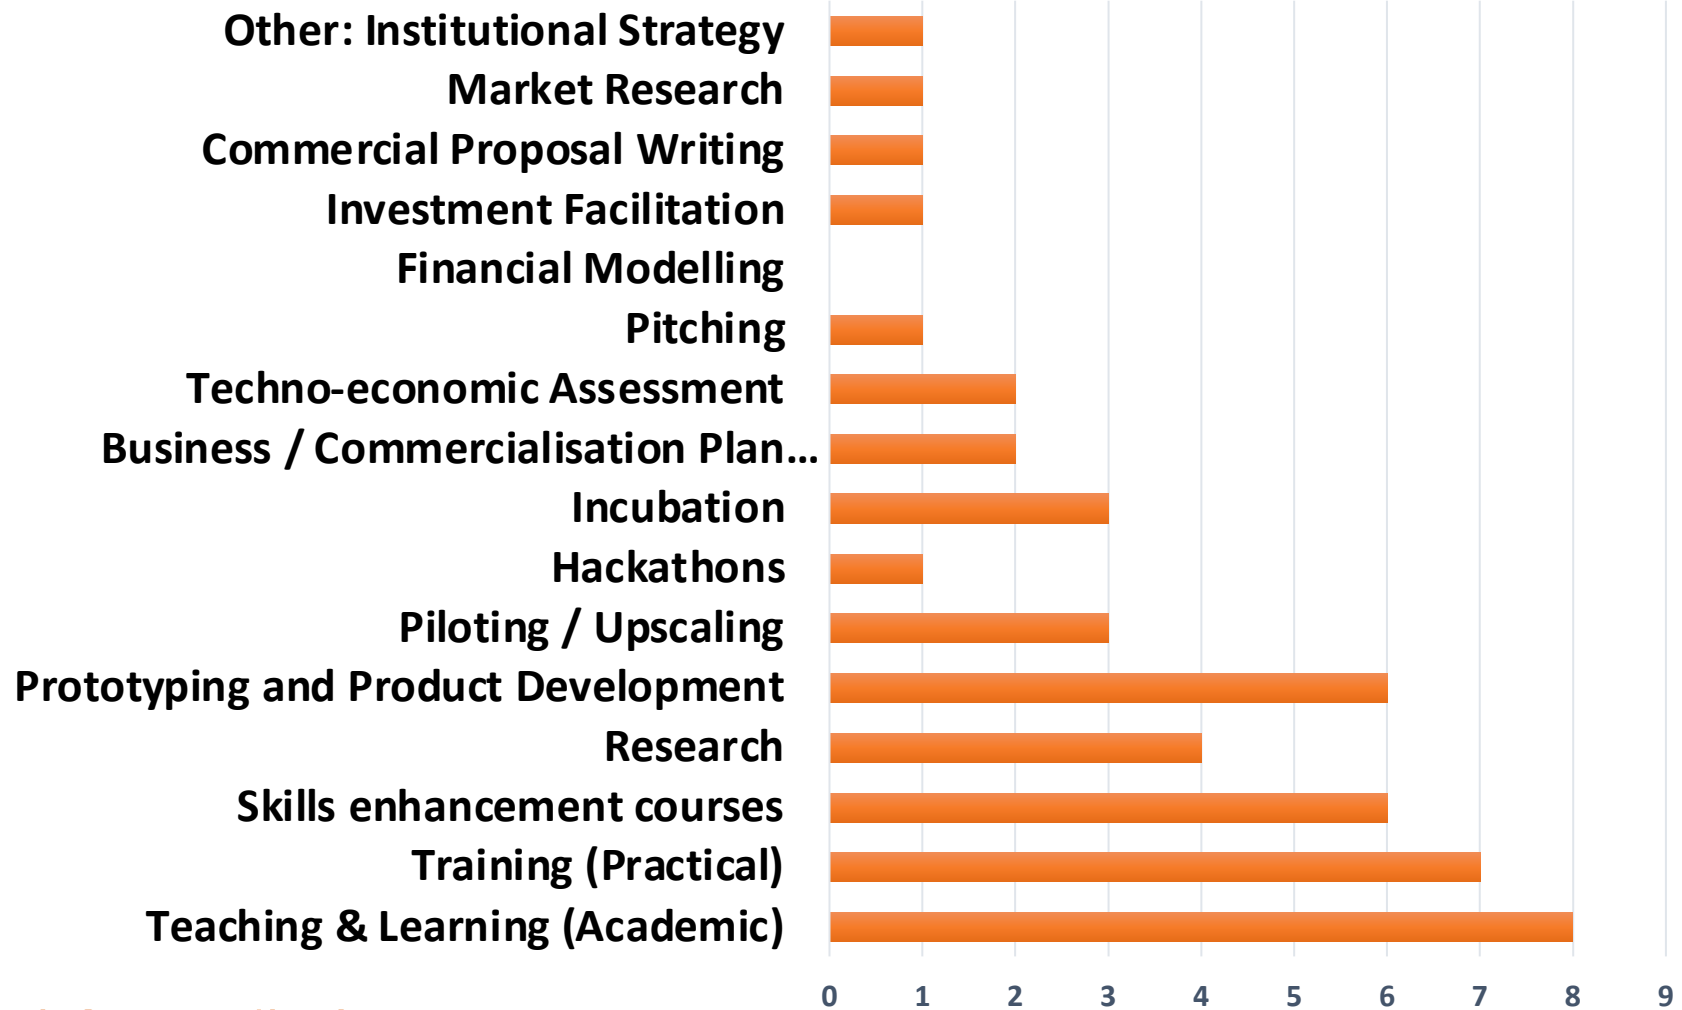 Other: Institutional Strategy
Market Research
Commercial Proposal Writing
Investment Facilitation
Financial Modelling
Pitching
Techno-economic Assessment
Business / Commercialisation Plan...
Incubation
Hackathons
Piloting / Upscaling
Prototyping and Product Development
Research
Skills enhancement courses
Training (Practical)
Teaching & Learning (Academic)
0 1 2 3 4 5 6 7 8 9